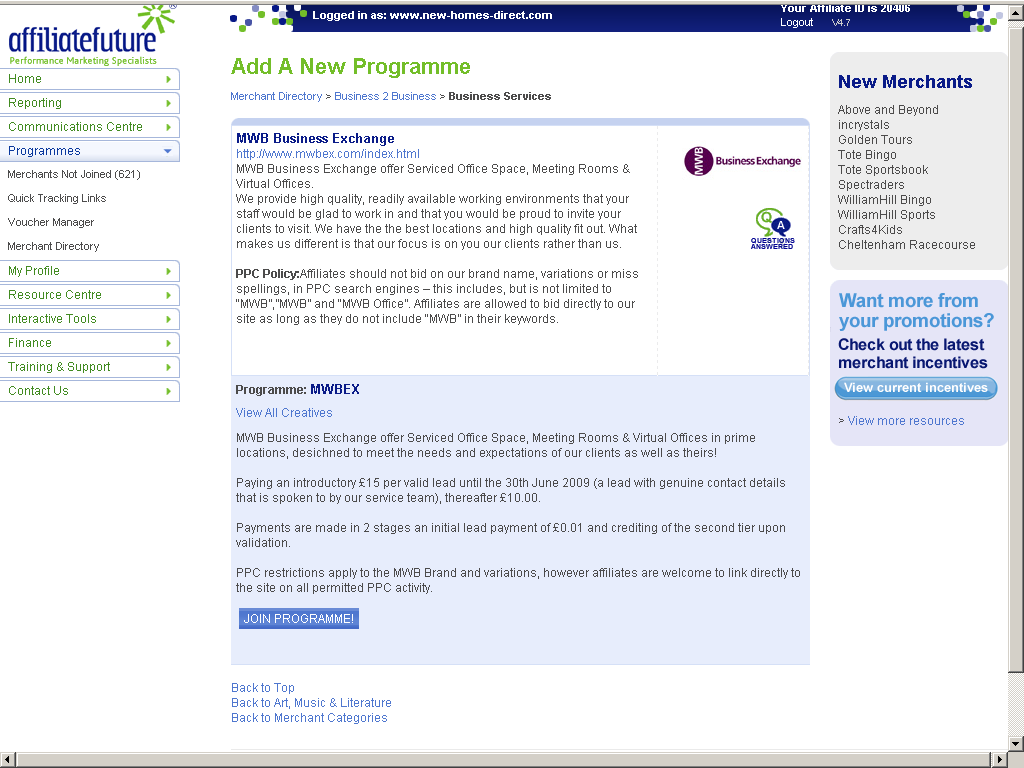 affiliatefuture®
Performance Marketing Specialists
Home
Reporting
Communications Centre
Programmes
Merchants Not Joined (621)
Quick Tracking Links
Voucher Manager
Merchant Directory
My Profile
Resource Centre
Interactive Tools
Finance
Training & Support
Contact Us
Logged in as: www.new-homes-direct.com
Your Affiliate ID is 20406
Logout V4.7
Add A New Programme
Merchant Directory > Business 2 Business > Business Services
MWB Business Exchange
http://www.mwbex.com/index.html
MWB Business Exchange offer Serviced Office Space, Meeting Rooms &
Virtual Offices.
We provide high quality, readily available working environments that your
staff would be glad to work in and that you would be proud to invite your
clients to visit. We have the the best locations and high quality fit out. What
makes us different is that our focus is on you our clients rather than us.
PPC Policy:Affiliates should not bid on our brand name, variations or miss
spellings, in PPC search engines – this includes, but is not limited to
"MWB","MWB" and "MWB Office". Affiliates are allowed to bid directly to our
site as long as they do not include "MWB" in their keywords.
MWB Business Exchange
Q A
QUESTIONS
ANSWERED
Programme: MWBEX
View All Creatives
MWB Business Exchange offer Serviced Office Space, Meeting Rooms & Virtual Offices in prime
locations, desichned to meet the needs and expectations of our clients as well as theirs!
Paying an introductory £15 per valid lead until the 30th June 2009 (a lead with genuine contact details
that is spoken to by our service team), thereafter £10.00.
Payments are made in 2 stages an initial lead payment of £0.01 and crediting of the second tier upon
validation.
PPC restrictions apply to the MWB Brand and variations, however affiliates are welcome to link directly to
the site on all permitted PPC activity.
JOIN PROGRAMME!
Back to Top
Back to Art, Music & Literature
Back to Merchant Categories
New Merchants
Above and Beyond
incrystals
Golden Tours
Tote Bingo
Tote Sportsbook
Spectraders
WilliamHill Bingo
WilliamHill Sports
Crafts4Kids
Cheltenham Racecourse
Want more from
your promotions?
Check out the latest
merchant incentives
View current incentives
> View more resources